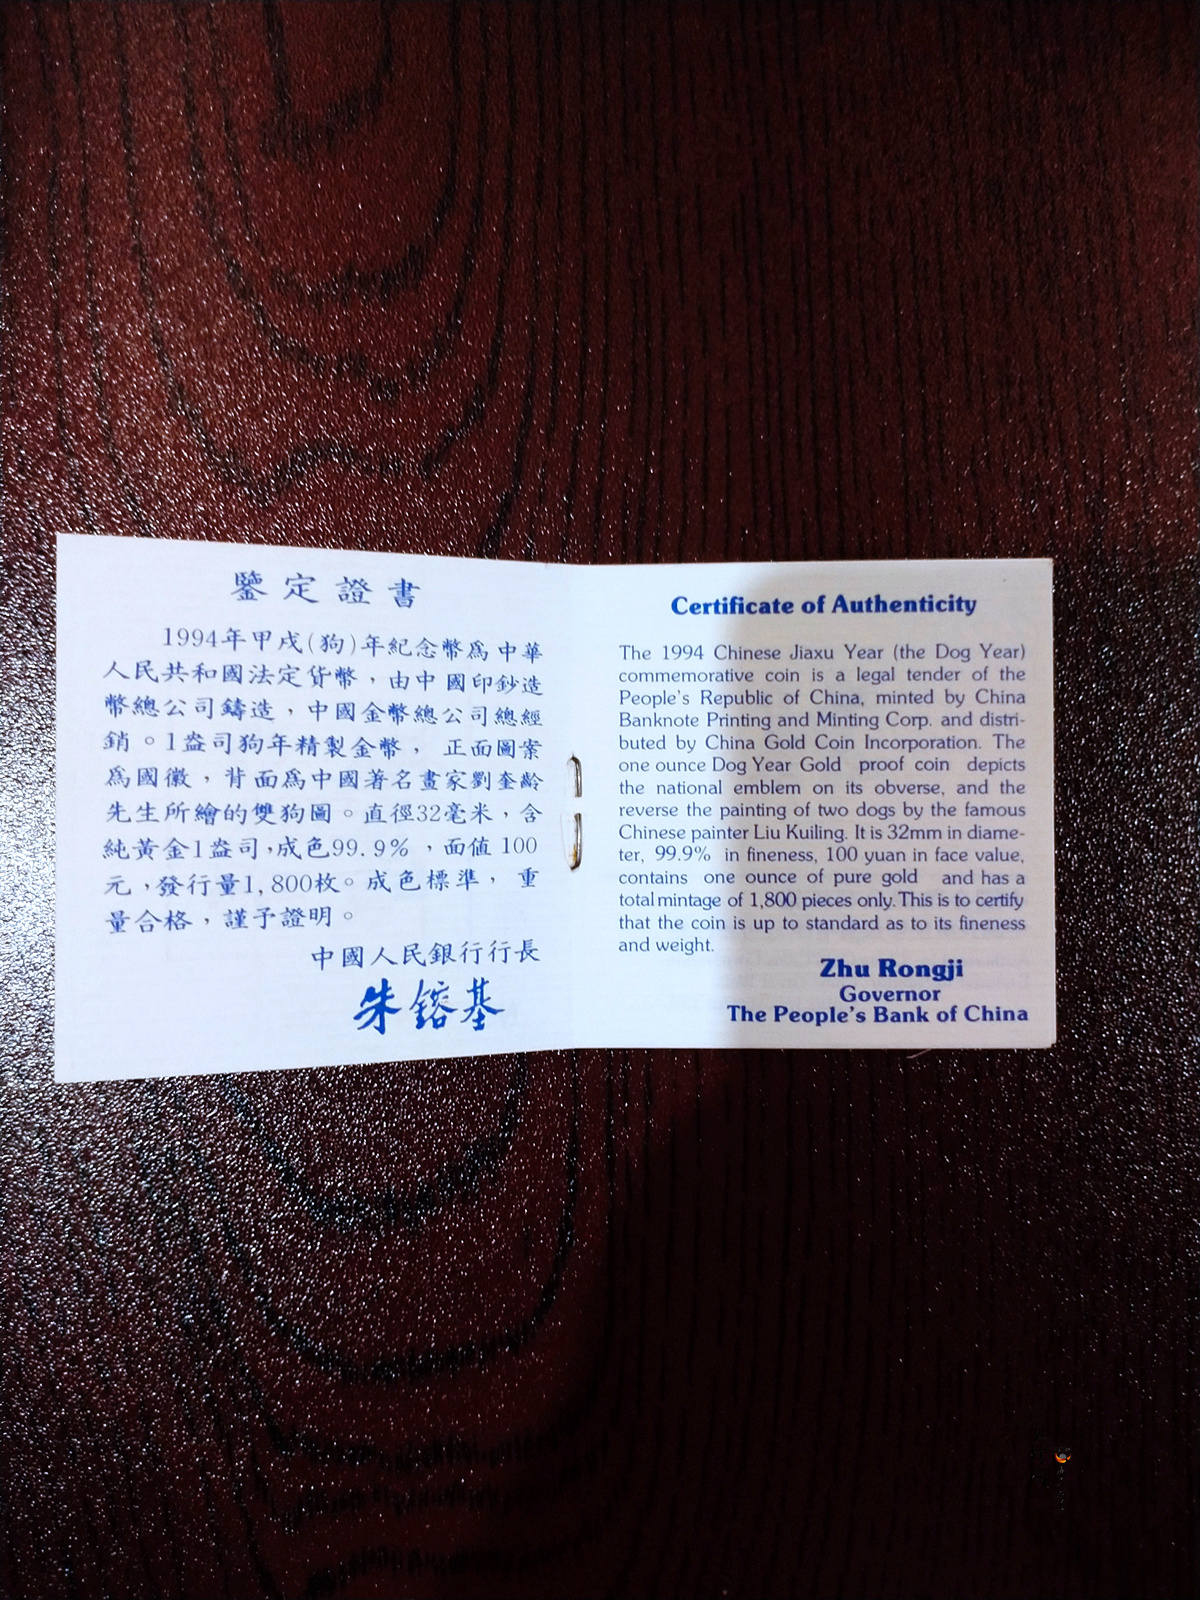 鑒定證書
1994年甲戌(狗)年紀念幣爲中華
人民共和國法定貨幣，由中國印鈔造
幣總公司鑄造，中國金幣總公司總經
銷。1盎司狗年精製金幣， 正面圖案
爲國徽，背面爲中國著名畫家劉奎齡
先生所繪的雙狗圖。直徑32毫米，含
純黃金1盎司，成色99.9%，面值100
元，發行量1,800枚。成色標準，重
量合格，謹予證明。
中國人民銀行行長
朱鎔基
Certificate of Authenticity
The 1994 Chinese Jiaxu Year (the Dog Year)
commemorative coin is a legal tender of the
People's Republic of China, minted by China
Banknote Printing and Minting Corp. and distri-
buted by China Gold Coin Incorporation. The
one ounce Dog Year Gold proof coin depicts
the national emblem on its obverse, and the
reverse the painting of two dogs by the famous
Chinese painter Liu Kuiling. It is 32mm in diame-
ter, 99.9% in fineness, 100 yuan in face value,
contains one ounce of pure gold and has a
total mintage of 1,800 pieces only. This is to certify
that the coin is up to standard as to its fineness
and weight.
Zhu Rongji
Governor
The People's Bank of China